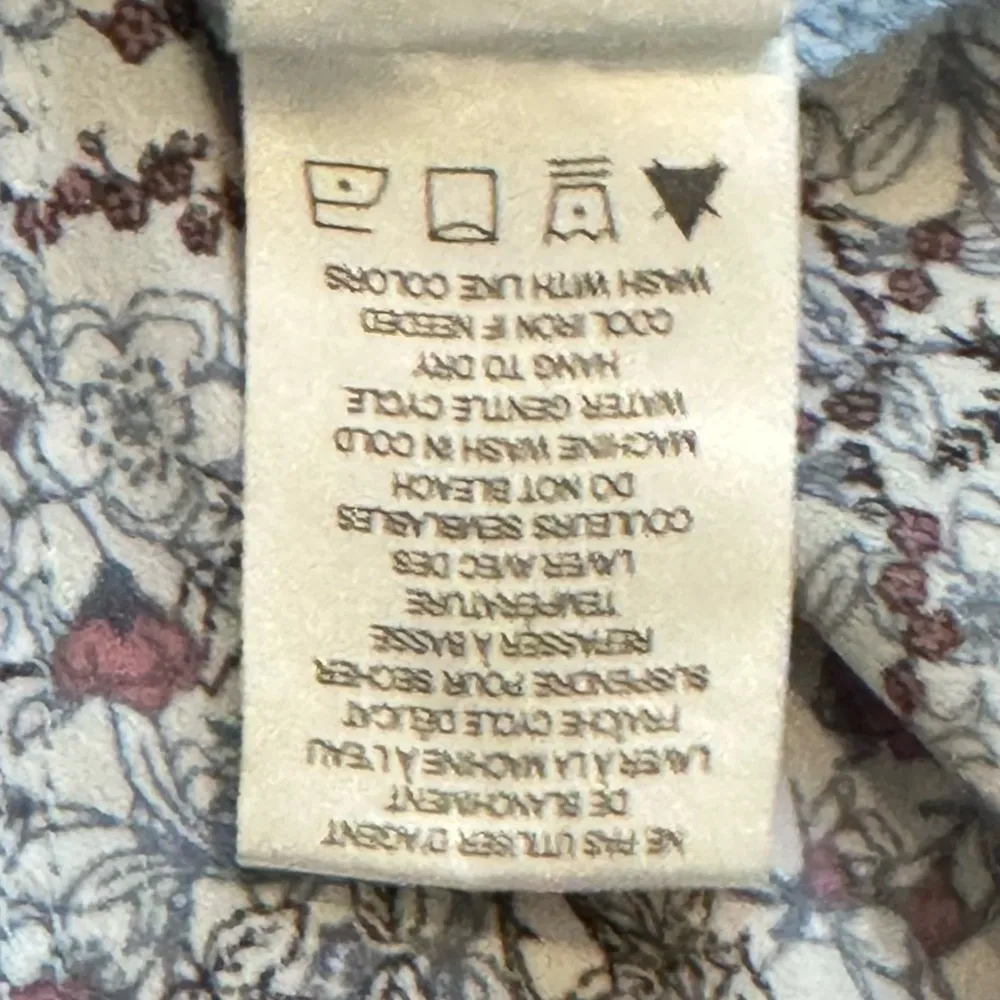 NE PAS UTILISER D'AGENT
DE BLANCHIMENT
LAVER À LA MACHINE À L'EAU
FRAÎCHE CYCLE DÉLICAT
SUSPENDRE POUR SECHER
REPASSER À BASSE
TEMPÉRATURE
LAVER AVEC DES
COULEURS SEMBLABLES
DO NOT BLEACH
MACHINE WASH IN COLD
WATER GENTLE CYCLE
HANG TO DRY
COOL IRON IF NEEDED
WASH WITH LIKE COLORS